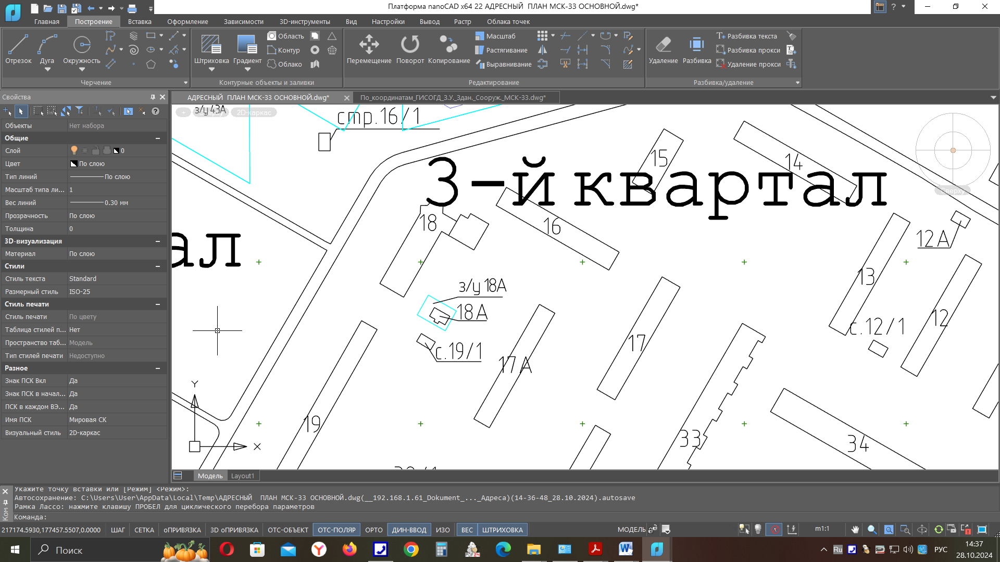 Платформа nanoCAD x64 22 АДРЕСНЫЙ  ПЛАН МСК-33 ОСНОВНОЙ.dwg*
Главная
Построение
Вставка
Оформление
Зависимости
3D-инструменты
Вид
Настройки
Вывод
Растр
Облака точек
Отрезок
Дуга
Окружность
Черчение
Штриховка
Градиент
Область
Контур
Облако
Контурные объекты и заливки
Перемещение
Поворот
Копирование
Масштаб
Растягивание
Выравнивание
Редактирование
Удаление
Разбивка
Разбивка текста
Разбивка прокси
Удаление прокси
Разбивка/удаление
Свойства
АДРЕСНЫЙ  ПЛАН МСК-33 ОСНОВНОЙ.dwg*
По_координатам_ГИСОГД_З.У._Здан._Сооруж._МСК-33.dwg*
Объекты Нет набора
Общие
Слой 0
Цвет По слою
Тип линий По слою
Масштаб типа ли... 1
Вес линий 0.30 мм
Прозрачность По слою
Толщина 0
3D-визуализация
Материал По слою
Стили
Стиль текста Standard
Размерный стиль ISO-25
Стиль печати
Стиль печати По цвету
Таблица стилей п... Нет
Пространство таб... Модель
Тип стилей печати Недоступно
Разное
Знак ПСК Вкл Да
Знак ПСК в начал... Да
ПСК в каждом ВЭ... Да
Имя ПСК Мировая СК
Визуальный стиль 2D-каркас
з/у 43А
2D-каркас
стр.16/1
15
14
3-й квартал
Сверху
18
16
12А
ал
13
з/у 18А
18А
12
с.12/1
17
с.19/1
17А
19
33
34
Y
X
Модель
Layout1
Укажите точку вставки или [Режим] <Режим>:
Автосохранение: C:\Users\User\AppData\Local\Temp\АДРЕСНЫЙ  ПЛАН МСК-33 ОСНОВНОЙ.dwg(__192.168.1.61_Dokument_..._Адреса)(14-36-48_28.10.2024).autosave
Рамка Лассо: нажмите клавишу ПРОБЕЛ для циклического перебора параметров
Команда:
Ком
217174.5930,177457.5507,0.0000 ШАГ СЕТКА оПРИВЯЗКА 3D оПРИВЯЗКА ОТС-ОБЪЕКТ ОТС-ПОЛЯР ОРТО ДИН-ВВОД ИЗО ВЕС ШТРИХОВКА МОДЕЛЬ m1:1
Поиск
PDF24
Ru
РУС
14:37
28.10.2024